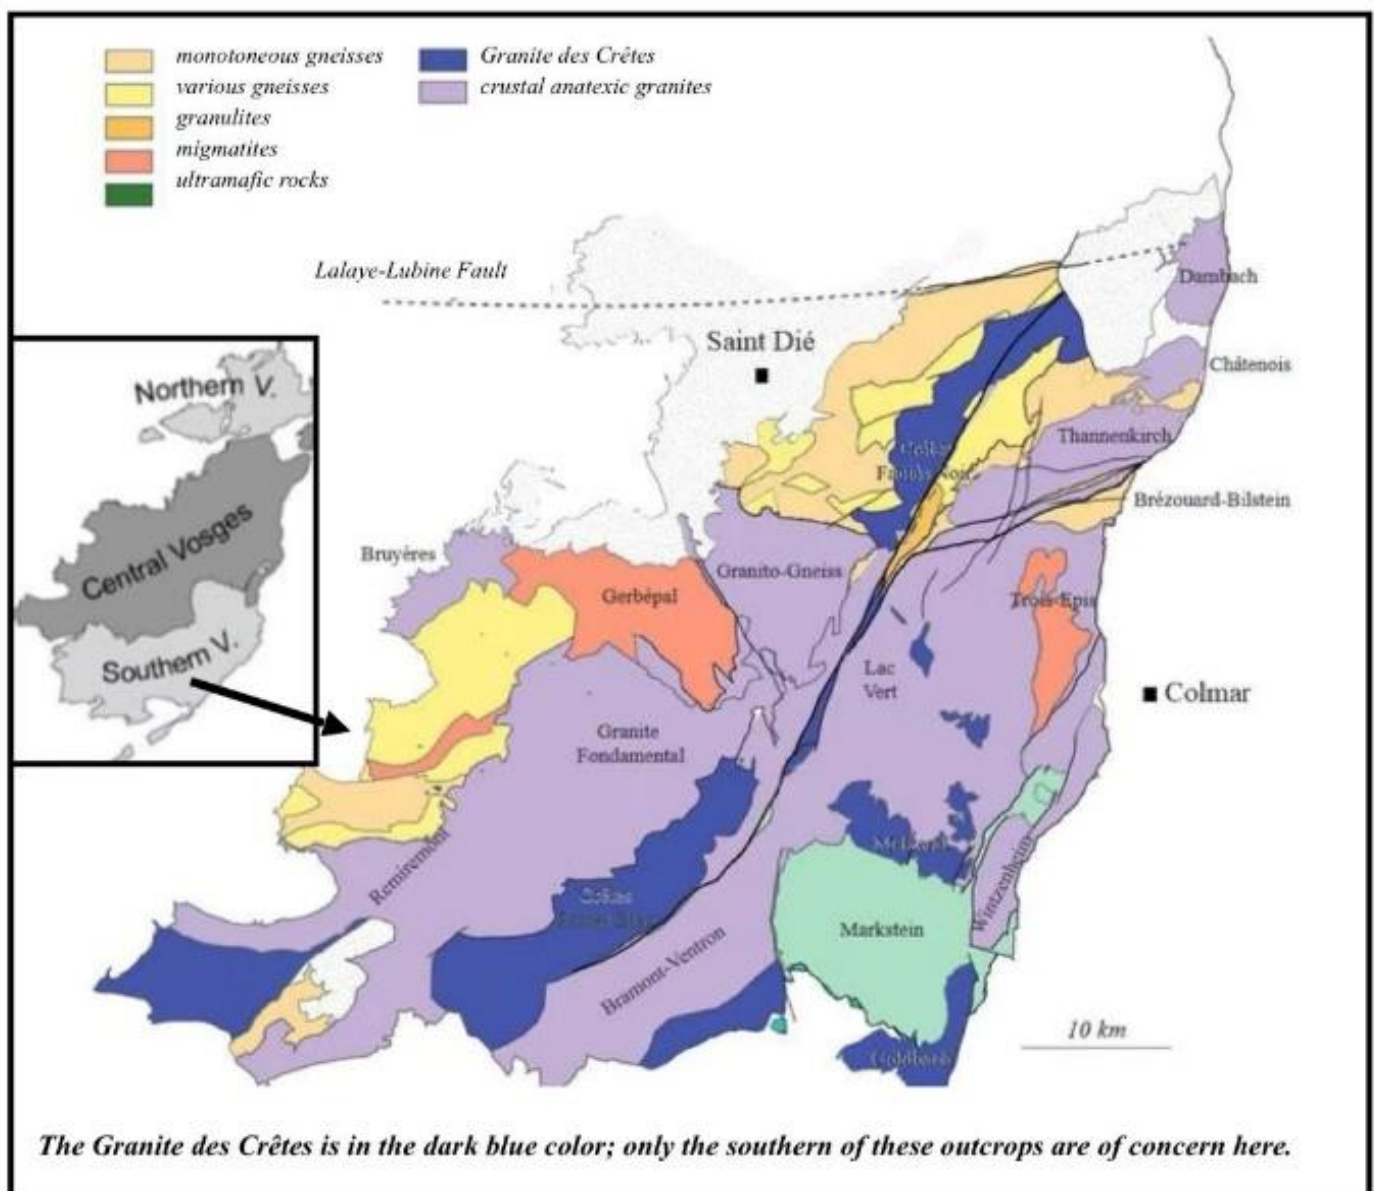 monotoneous gneisses
various gneisses
granulites
migmatites
ultramafic rocks
Granite des Crêtes
crustal anatexic granites
Lalaye-Lubine Fault
Dambach
Saint Dié
Châtenois
Northern V.
Thannenkirch
Crêtes
Brézouard-Bilstein
Central Vosges
Bruyères
Granito-Gneiss
Gerbépal
Trois-Epis
Southern V.
Lac
Vert
Colmar
Granite
Fondamental
Remiremont
Crêtes
Markstein
Wintzenheim
Bramont-Ventron
10 km
The Granite des Crêtes is in the dark blue color; only the southern of these outcrops are of concern here.